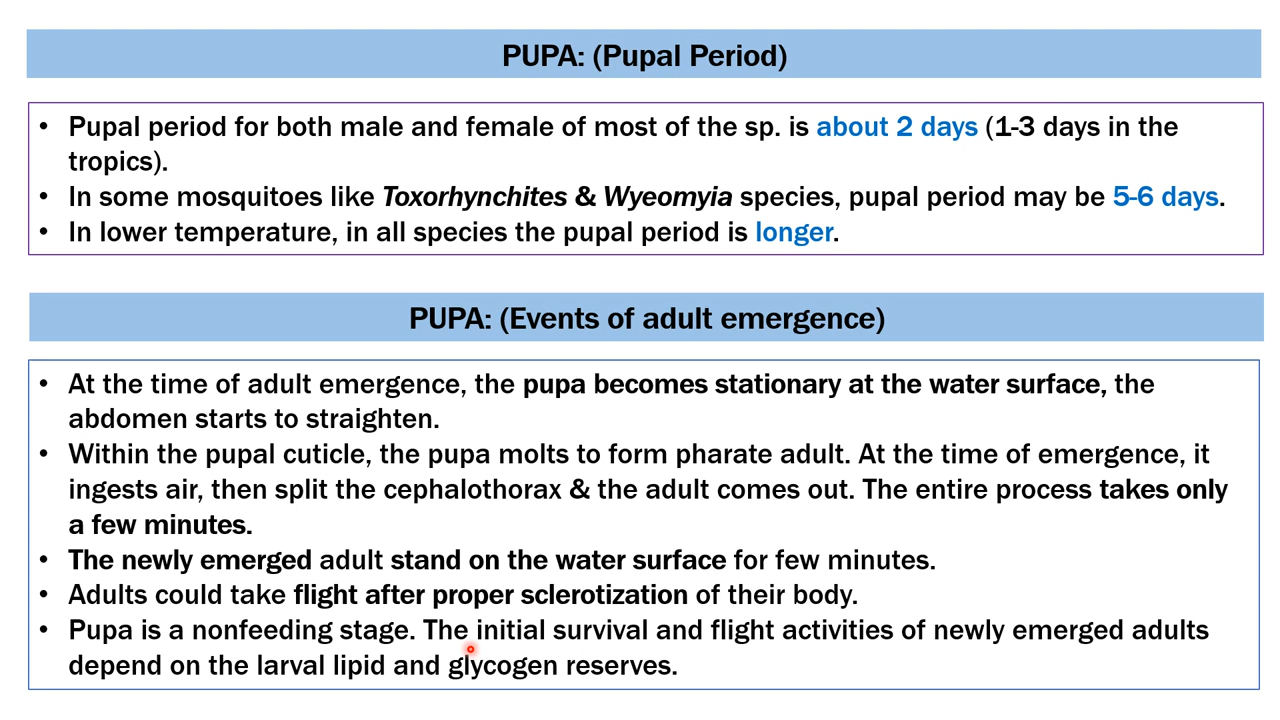 PUPA: (Pupal Period)
• Pupal period for both male and female of most of the sp. is about 2 days (1-3 days in the
tropics).
• In some mosquitoes like Toxorhynchites & Wyeomyia species, pupal period may be 5-6 days.
• In lower temperature, in all species the pupal period is longer.
PUPA: (Events of adult emergence)
• At the time of adult emergence, the pupa becomes stationary at the water surface, the
abdomen starts to straighten.
• Within the pupal cuticle, the pupa molts to form pharate adult. At the time of emergence, it
ingests air, then split the cephalothorax & the adult comes out. The entire process takes only
a few minutes.
• The newly emerged adult stand on the water surface for few minutes.
• Adults could take flight after proper sclerotization of their body.
• Pupa is a nonfeeding stage. The initial survival and flight activities of newly emerged adults
depend on the larval lipid and glycogen reserves.